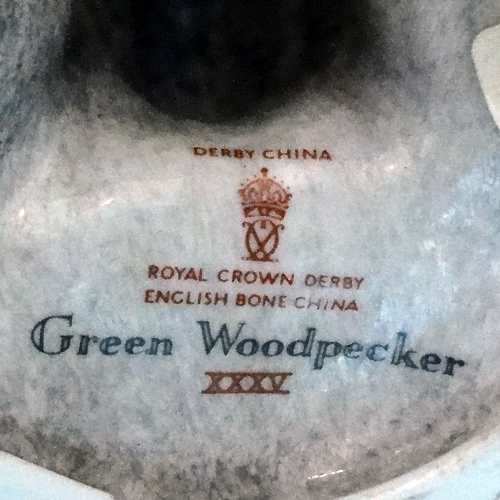 DERBY CHINA
ROYAL CROWN DERBY
ENGLISH BONE CHINA
Green Woodpecker
XXXV